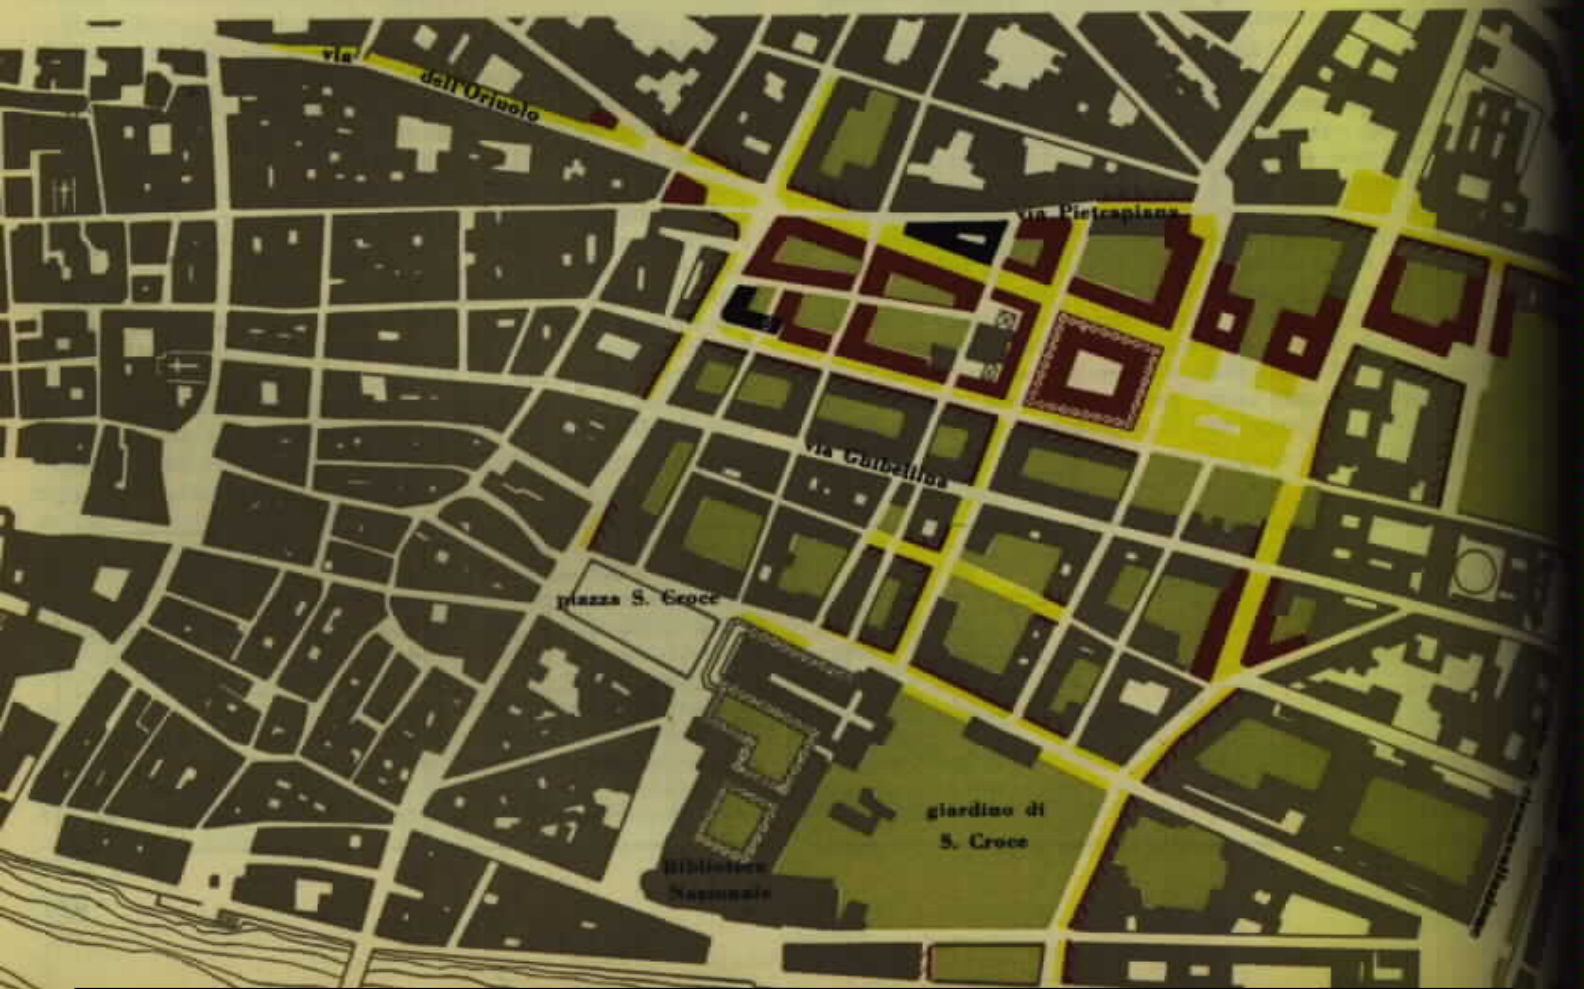 via
dell'Oriuolo
via Pietrapiana
via Ghibellina
piazza S. Croce
giardino di
S. Croce
Biblioteca
Nazionale